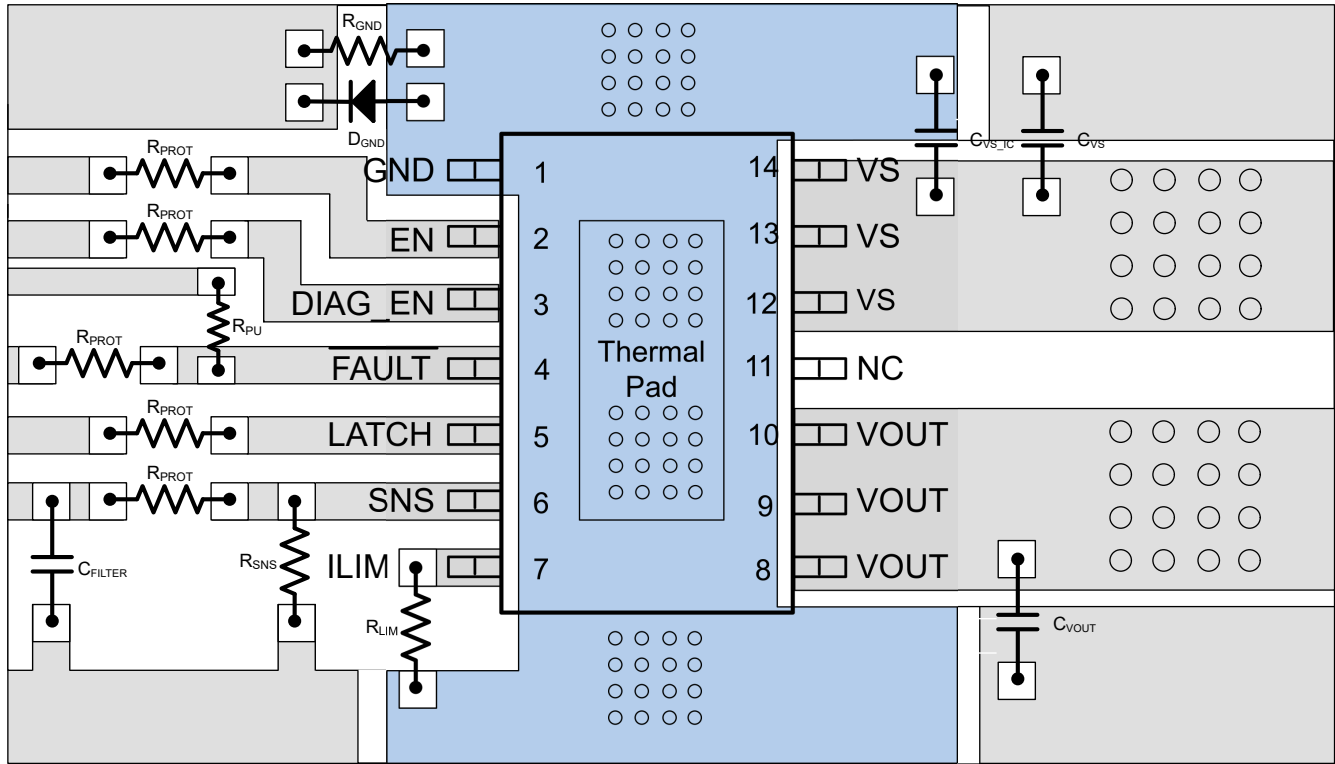 RGND
DGND
CVS_IC
CVS
RPROT
GND
1
14
VS
RPROT
EN
2
13
VS
DIAG_EN
3
12
VS
RPU
RPROT
FAULT
4
Thermal
Pad
11
NC
RPROT
LATCH
5
10
VOUT
RPROT
SNS
6
9
VOUT
CFILTER
RSNS
ILIM
7
8
VOUT
RLIM
CVOUT